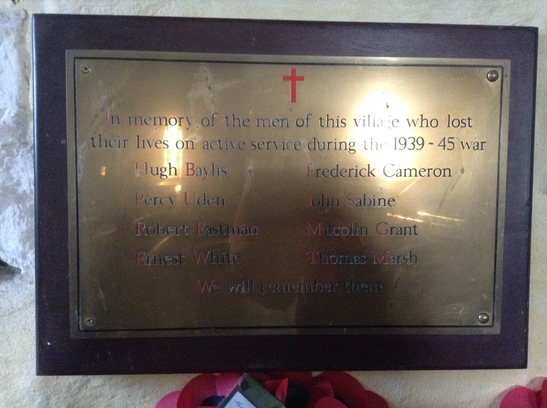 In memory of the men of this village who lost
their lives on active service during the 1939 - 45 war
Hugh Baylis Frederick Cameron
Percy Uden John Sabine
Robert Eastman Malcolm Grant
Ernest White Thomas Marsh
We will remember them